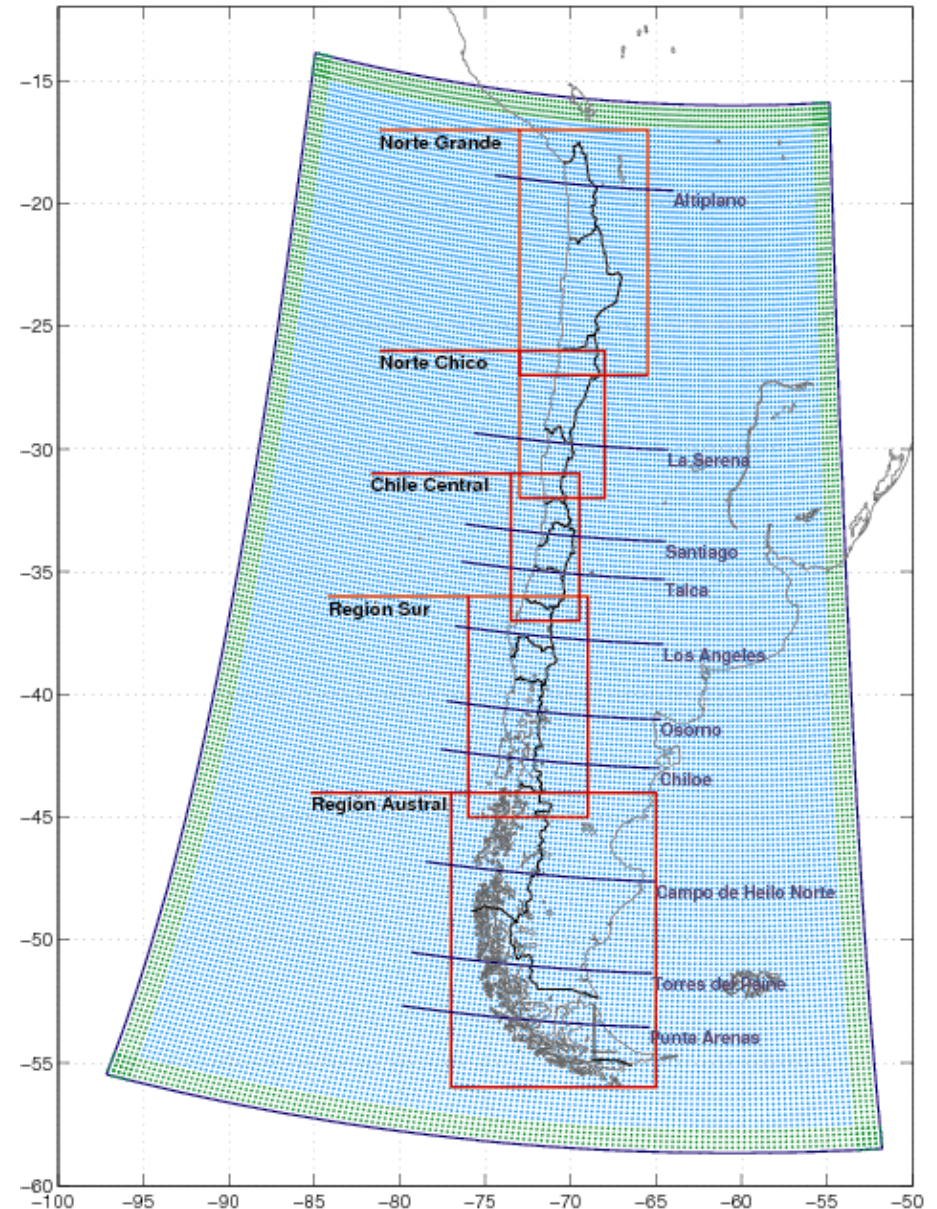 −15
Norte Grande
−20
Altiplano
−25
Norte Chico
−30
La Serena
Chile Central
Santiago
−35
Talca
Region Sur
Los Angeles
−40
Osorno
Chiloe
Region Austral
−45
Campo de Heilo Norte
−50
Torres del Paine
Punta Arenas
−55
−60
−100
−95
−90
−85
−80
−75
−70
−65
−60
−55
−50